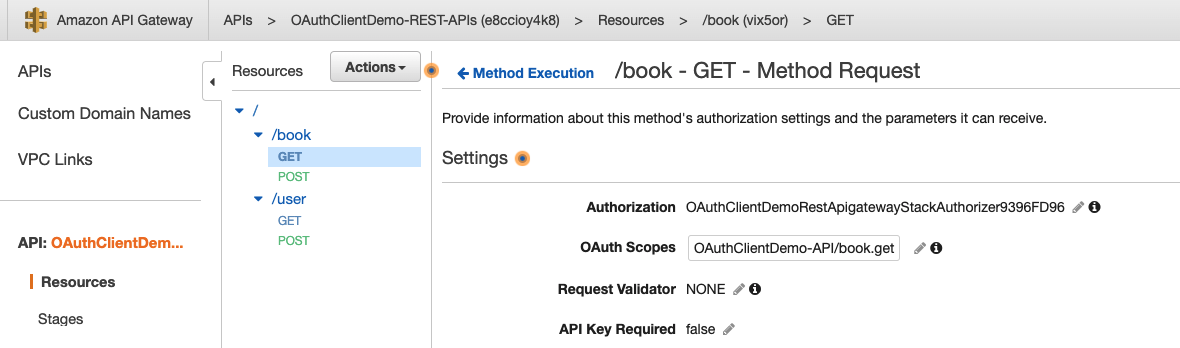 Amazon API Gateway APIs > OAuthClientDemo-REST-APIs (e8ccioy4k8) > Resources > /book (vix5or) > GET
APIs
Custom Domain Names
VPC Links
API: OAuthClientDem...
Resources
Stages
Resources Actions
/
/book
GET
POST
/user
GET
POST
Method Execution /book - GET - Method Request
Provide information about this method's authorization settings and the parameters it can receive.
Settings
Authorization OAuthClientDemoRestApigatewayStackAuthorizer9396FD96
OAuth Scopes OAuthClientDemo-API/book.get
Request Validator NONE
API Key Required false